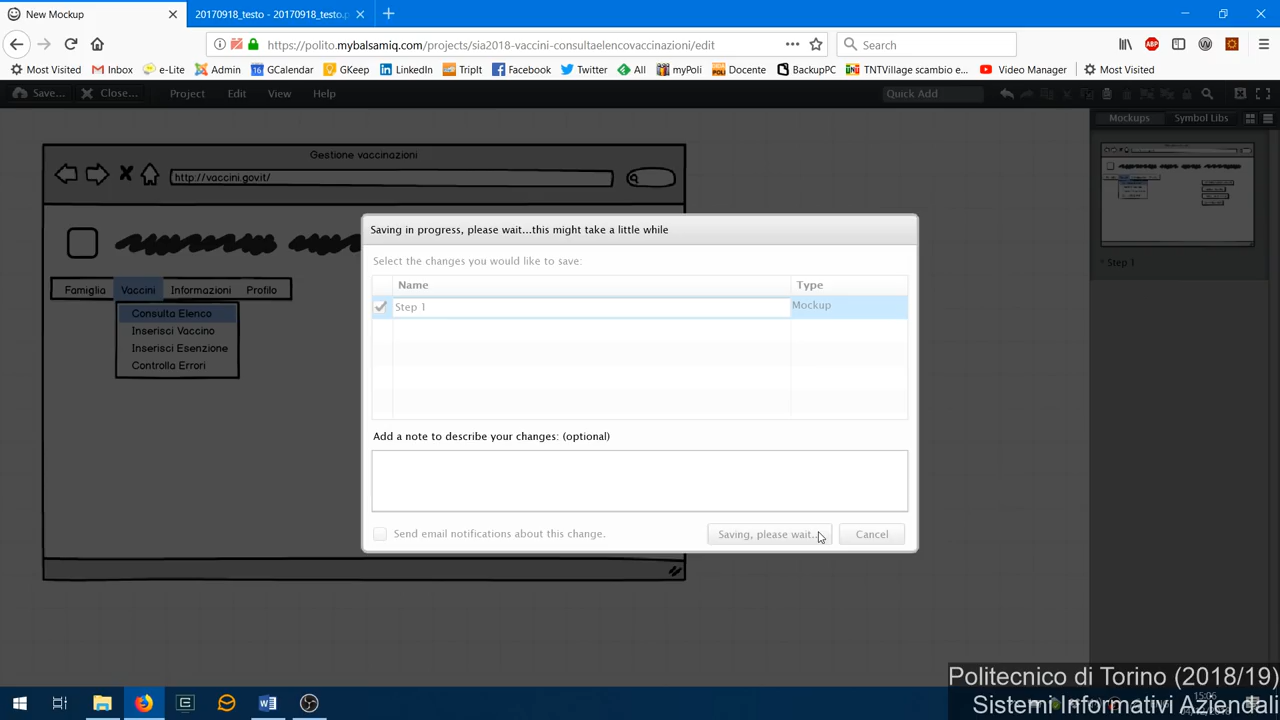 New Mockup
20170918_testo - 20170918_testo.p
https://polito.mybalsamiq.com/projects/sia2018-vaccini-consultaelencovaccinazioni/edit
Search
Most Visited Inbox e-Lite Admin GCalendar GKeep LinkedIn TripIt Facebook Twitter All myPoli Docente BackupPC TNTVillage scambio e... Video Manager Most Visited
Save... Close... Project Edit View Help Quick Add
Mockups Symbol Libs
Gestione vaccinazioni
http://vaccini.gov.it/
Famiglia Vaccini Informazioni Profilo
Consulta Elenco
Inserisci Vaccino
Inserisci Esenzione
Controlla Errori
* Step 1
Saving in progress, please wait...this might take a little while
Select the changes you would like to save:
Name Type
Step 1 Mockup
Add a note to describe your changes: (optional)
Send email notifications about this change.
Saving, please wait... Cancel
Politecnico di Torino (2018/19)
Sistemi Informativi Aziendali